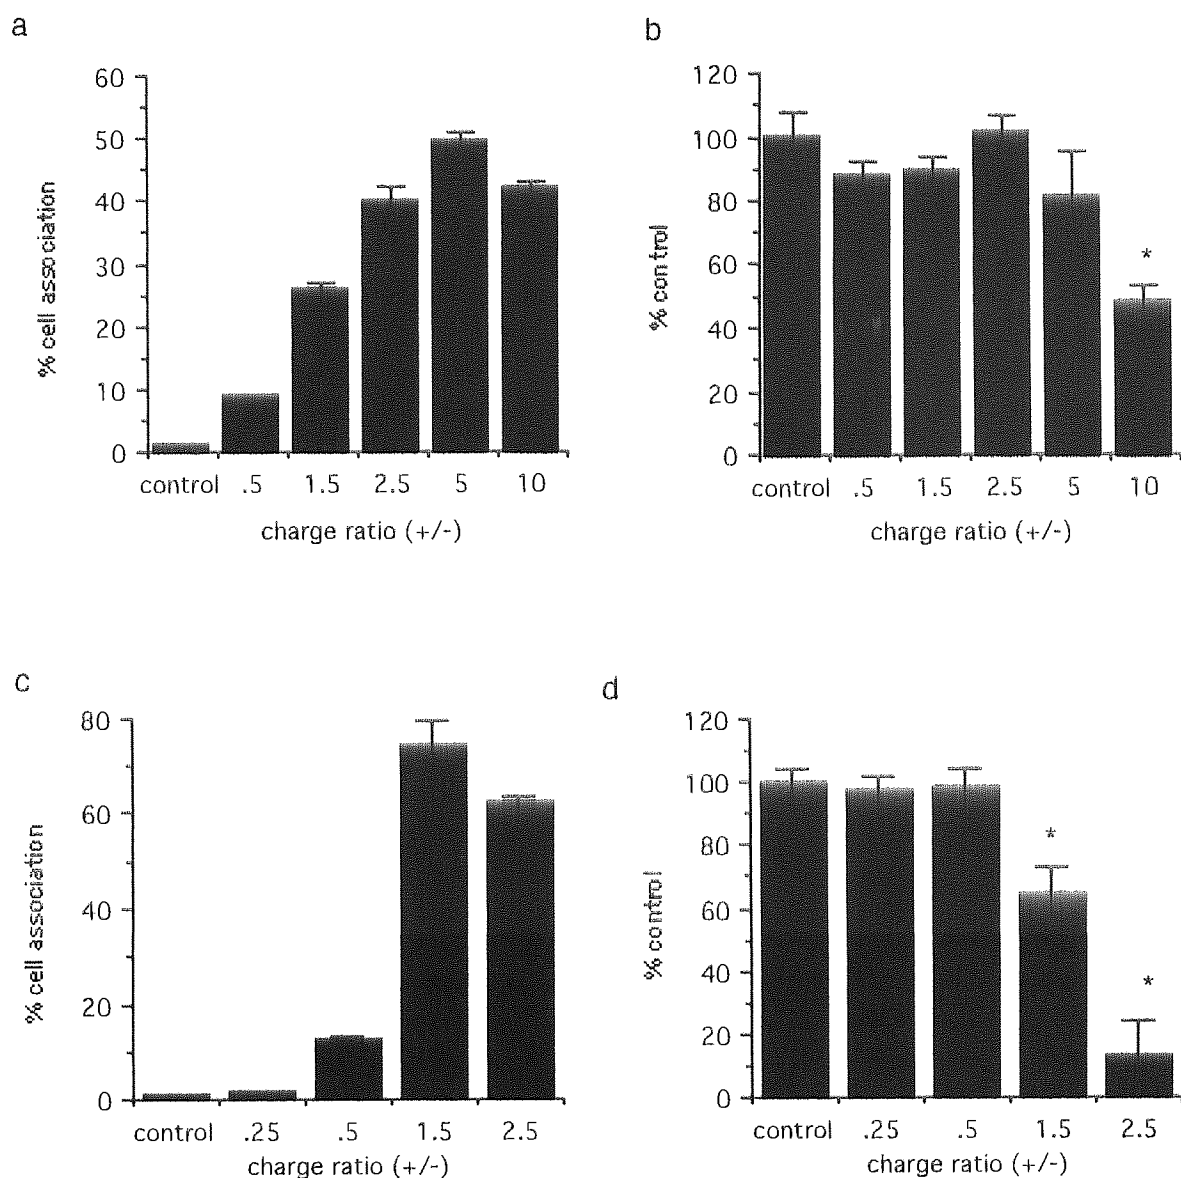 a
60
50
40
30
20
10
0
% cell association
control .5 1.5 2.5 5 10
charge ratio (+/-)
b
120
100
80
60
40
20
0
% control
*
control .5 1.5 2.5 5 10
charge ratio (+/-)
c
80
60
40
20
0
% cell association
control .25 .5 1.5 2.5
charge ratio (+/-)
d
120
100
80
60
40
20
0
% control
*
*
control .25 .5 1.5 2.5
charge ratio (+/-)